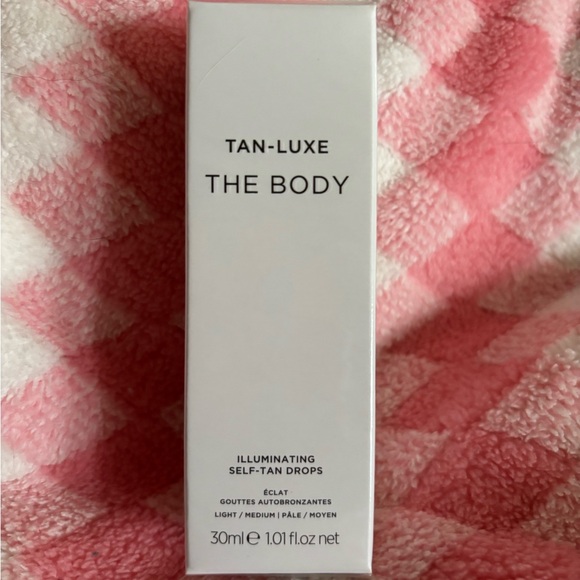 TAN-LUXE
THE BODY
ILLUMINATING
SELF-TAN DROPS
ÉCLAT
GOUTTES AUTOBRONZANTES
LIGHT / MEDIUM | PÂLE / MOYEN
30ml ℮ 1.01 fl.oz net